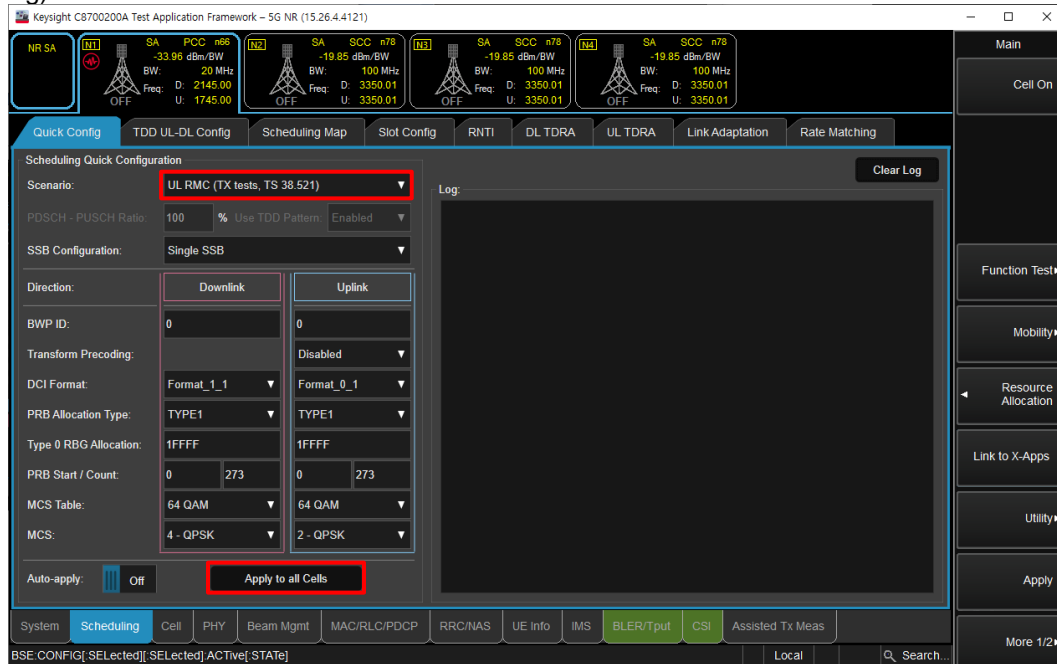 g)
Keysight C8700200A Test Application Framework – 5G NR (15.26.4.4121)
NR SA
N1 SA PCC n66
-33.96 dBm/BW
BW: 20 MHz
Freq: D: 2145.00
U: 1745.00
OFF
N2 SA SCC n78
-19.85 dBm/BW
BW: 100 MHz
Freq: D: 3350.01
U: 3350.01
OFF
N3 SA SCC n78
-19.85 dBm/BW
BW: 100 MHz
Freq: D: 3350.01
U: 3350.01
OFF
N4 SA SCC n78
-19.85 dBm/BW
BW: 100 MHz
Freq: D: 3350.01
U: 3350.01
OFF
Quick Config TDD UL-DL Config Scheduling Map Slot Config RNTI DL TDRA UL TDRA Link Adaptation Rate Matching
Scheduling Quick Configuration
Scenario: UL RMC (TX tests, TS 38.521)
PDSCH - PUSCH Ratio: 100 % Use TDD Pattern: Enabled
SSB Configuration: Single SSB
Direction: Downlink Uplink
BWP ID: 0 0
Transform Precoding: Disabled
DCI Format: Format_1_1 Format_0_1
PRB Allocation Type: TYPE1 TYPE1
Type 0 RBG Allocation: 1FFFF 1FFFF
PRB Start / Count: 0 273 0 273
MCS Table: 64 QAM 64 QAM
MCS: 4 - QPSK 2 - QPSK
Auto-apply: Off Apply to all Cells
Clear Log
Log:
Main
Cell On
Function Test
Mobility
Resource
Allocation
Link to X-Apps
Utility
Apply
More 1/2
System Scheduling Cell PHY Beam Mgmt MAC/RLC/PDCP RRC/NAS UE Info IMS BLER/Tput CSI Assisted Tx Meas
BSE:CONFIG[:SELected][:SELected]:ACTive[:STATe] Local Search...